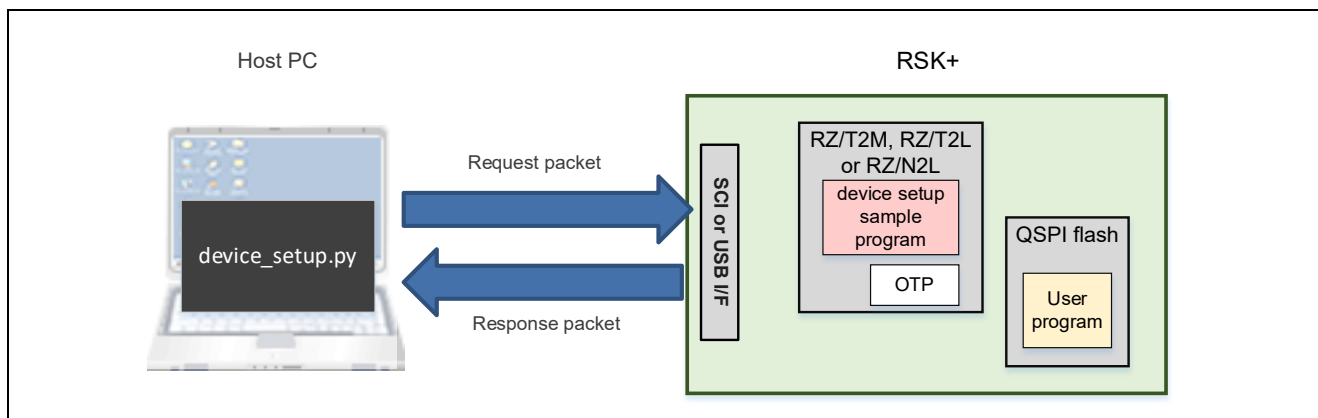 Host PC
RSK+
Request packet
Response packet
device_setup.py
SCI or USB I/F
RZ/T2M, RZ/T2L
or RZ/N2L
device setup
sample
program
OTP
QSPI flash
User
program